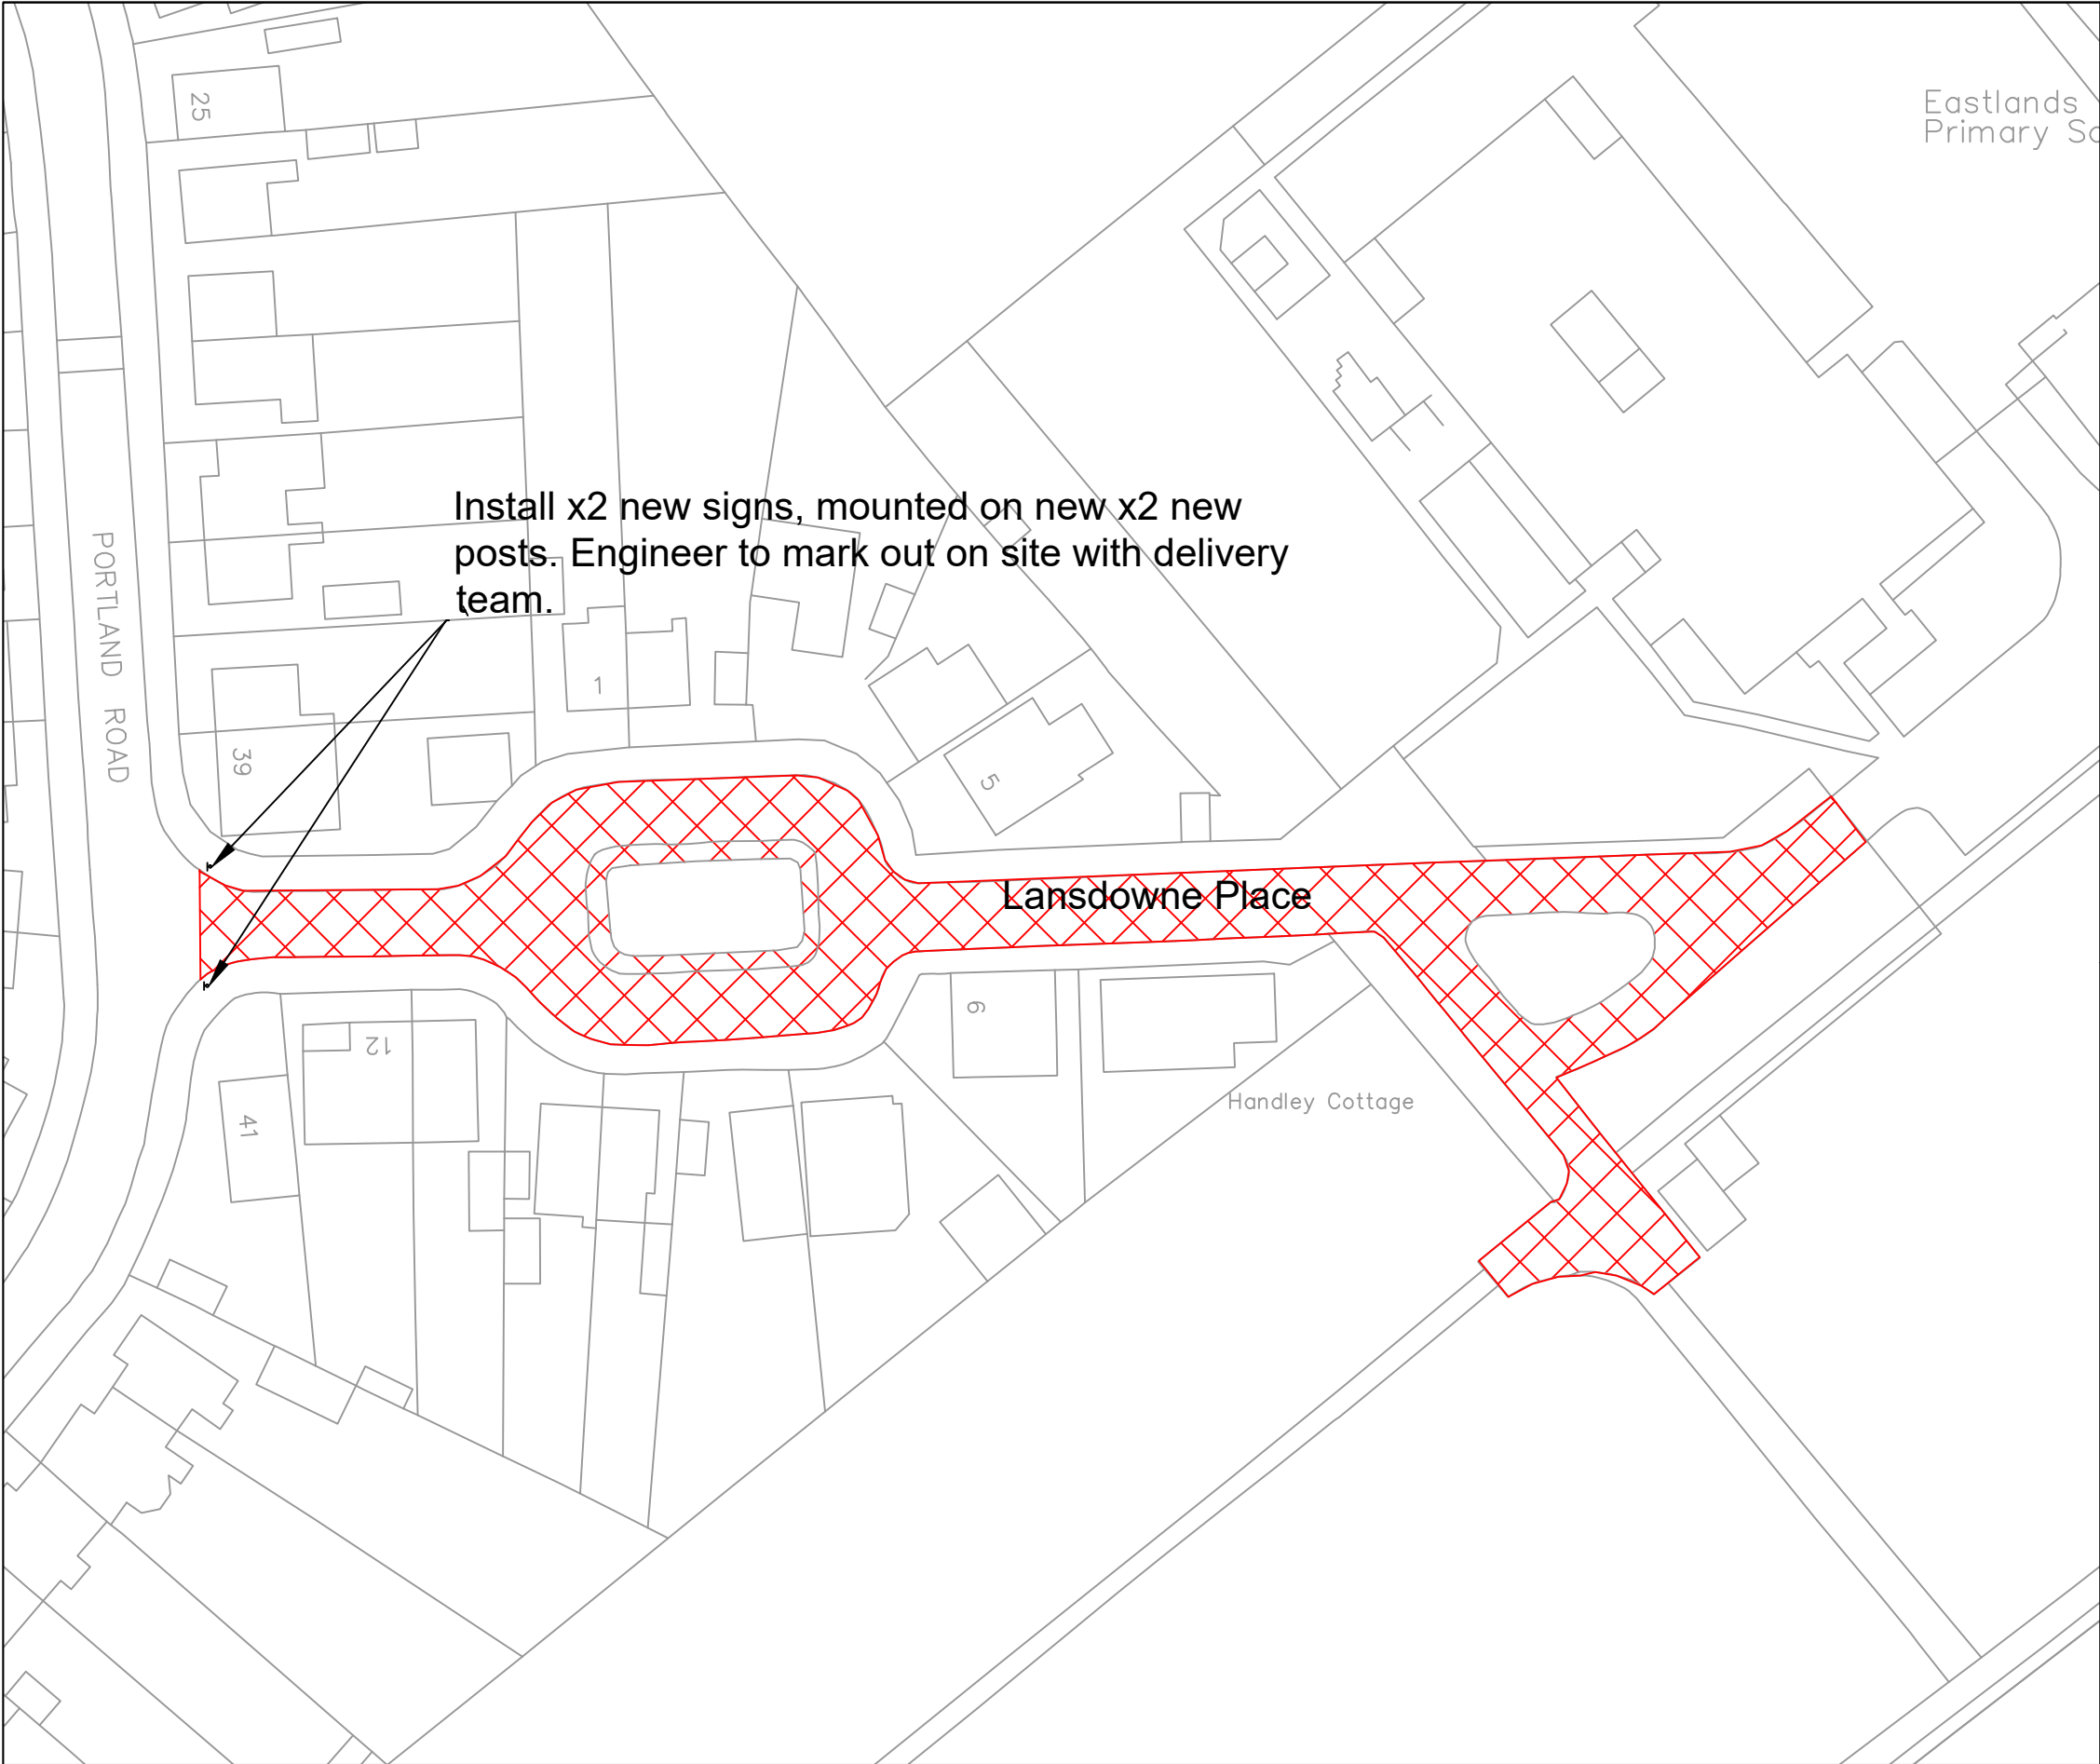 Eastlands
Primary Sc
25
Install x2 new signs, mounted on new x2 new
posts. Engineer to mark out on site with delivery
team.
PORTLAND ROAD
1
39
5
Lansdowne Place
6
12
Handley Cottage
41